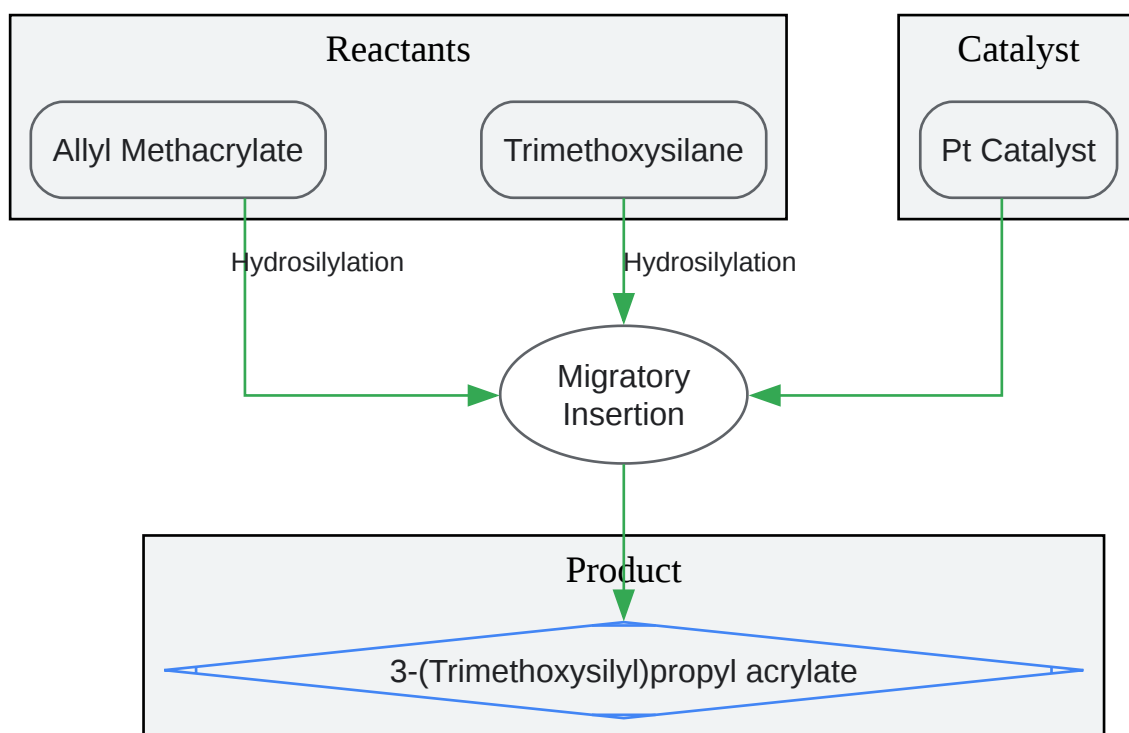 Reactants
Catalyst
Allyl Methacrylate
Trimethoxysilane
Pt Catalyst
Hydrosilylation
Hydrosilylation
Migratory
Insertion
Product
3-(Trimethoxysilyl)propyl acrylate